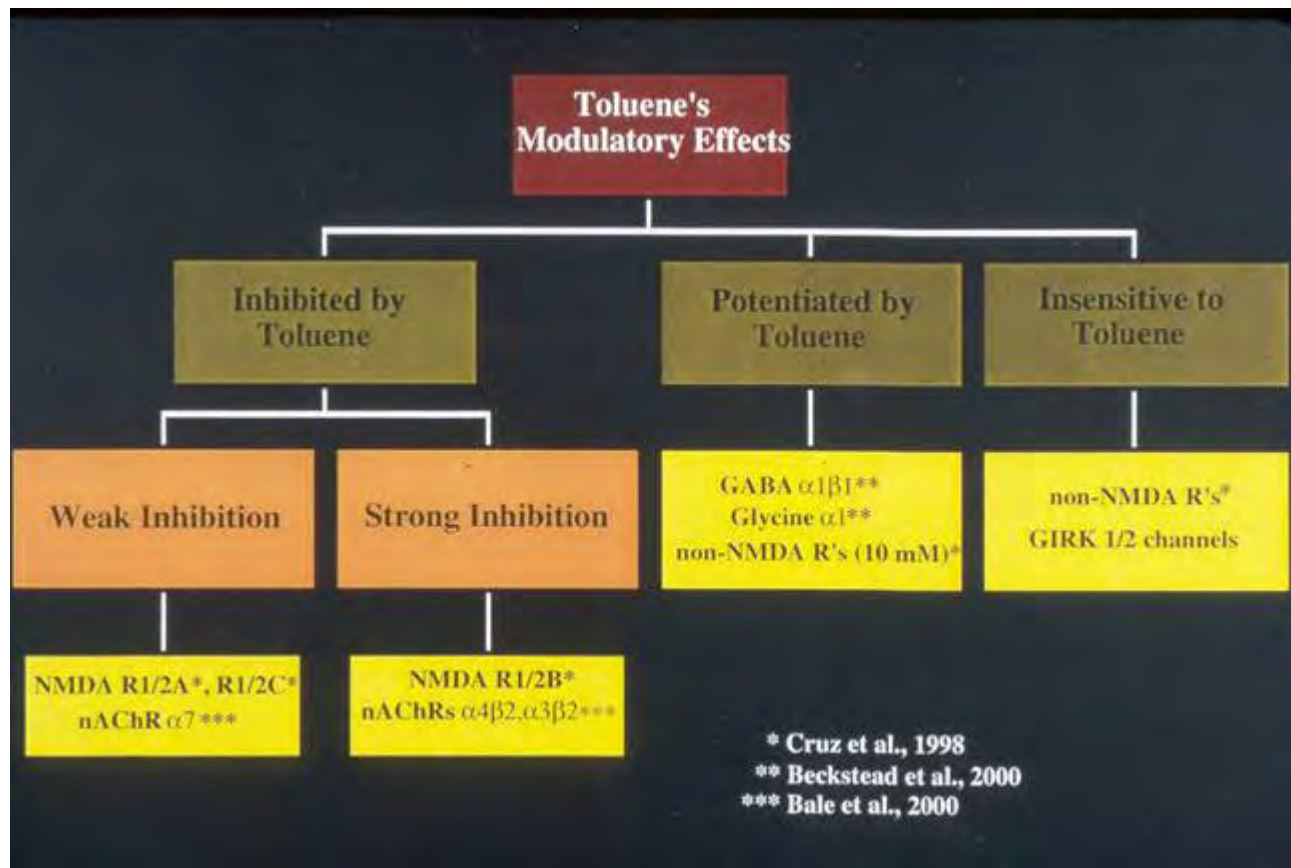 Toluene's
Modulatory Effects
Inhibited by
Toluene
Potentiated by
Toluene
Insensitive to
Toluene
Weak Inhibition
Strong Inhibition
GABA α1β1**
Glycine α1**
non-NMDA R's (10 mM)*
non-NMDA R's*
GIRK 1/2 channels
NMDA R1/2A*, R1/2C*
nAChR α7***
NMDA R1/2B*
nAChRs α4β2,α3β2***
* Cruz et al., 1998
** Beckstead et al., 2000
*** Bale et al., 2000